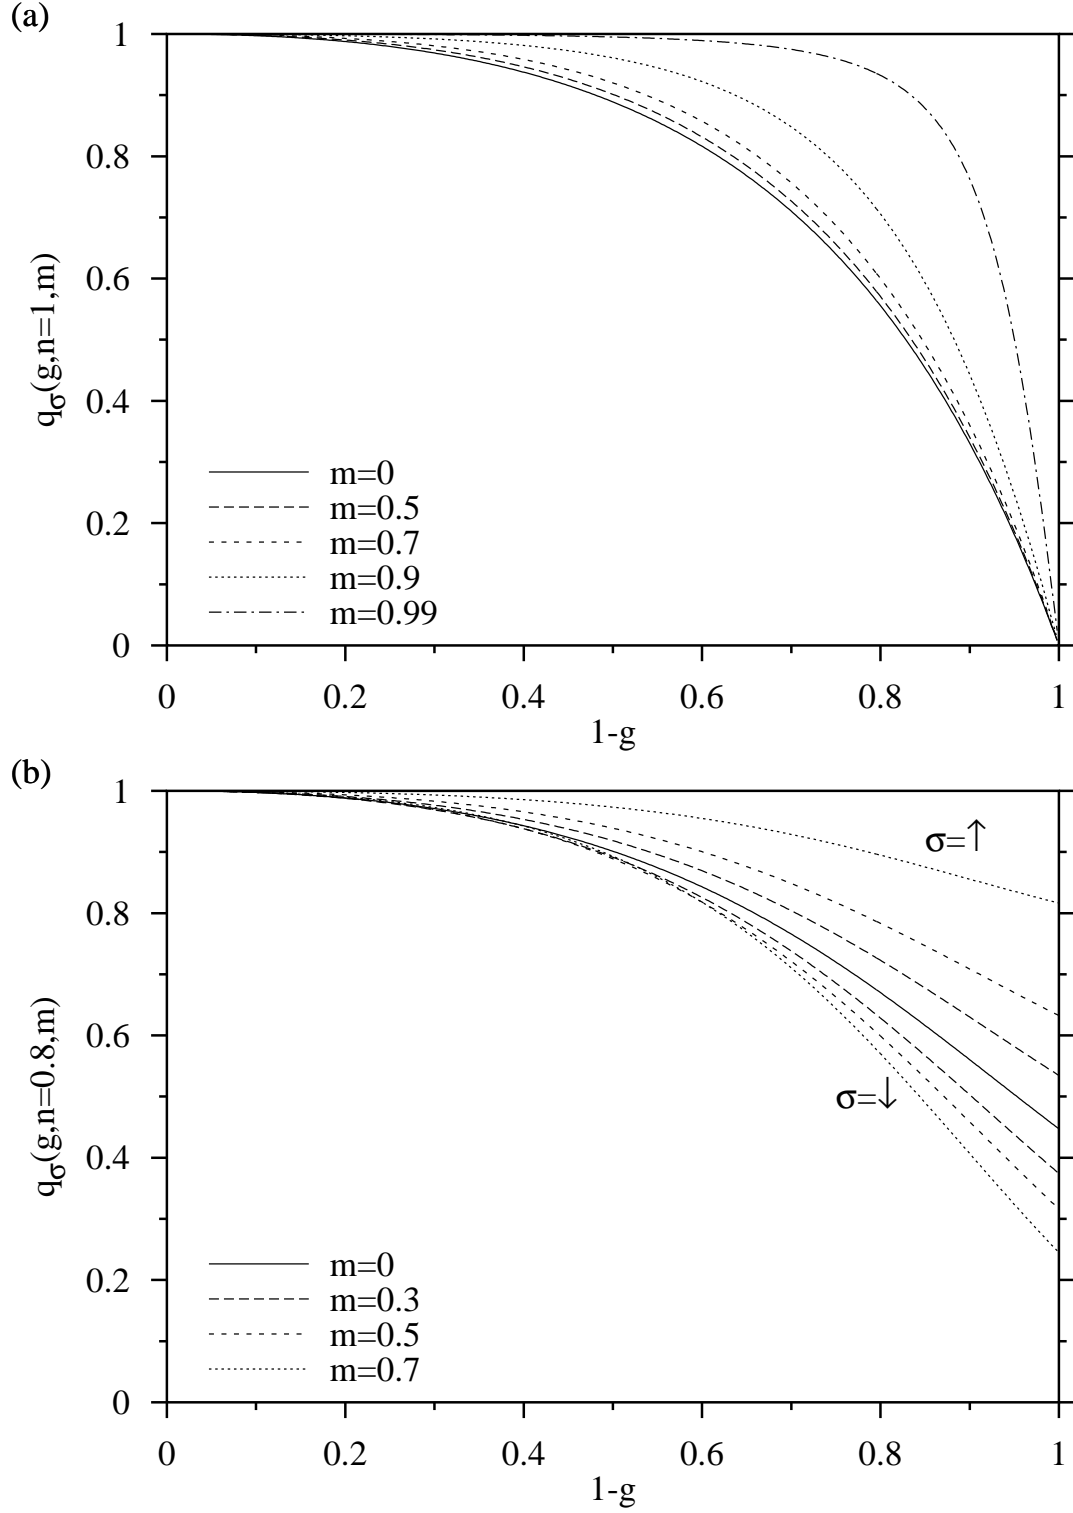 (a)
1
0.8
0.6
0.4
0.2
0
qσ(g,n=1,m)
m=0
m=0.5
m=0.7
m=0.9
m=0.99
0 0.2 0.4 0.6 0.8 1
1-g
(b)
1
0.8
0.6
0.4
0.2
0
qσ(g,n=0.8,m)
σ=↑
σ=↓
m=0
m=0.3
m=0.5
m=0.7
0 0.2 0.4 0.6 0.8 1
1-g